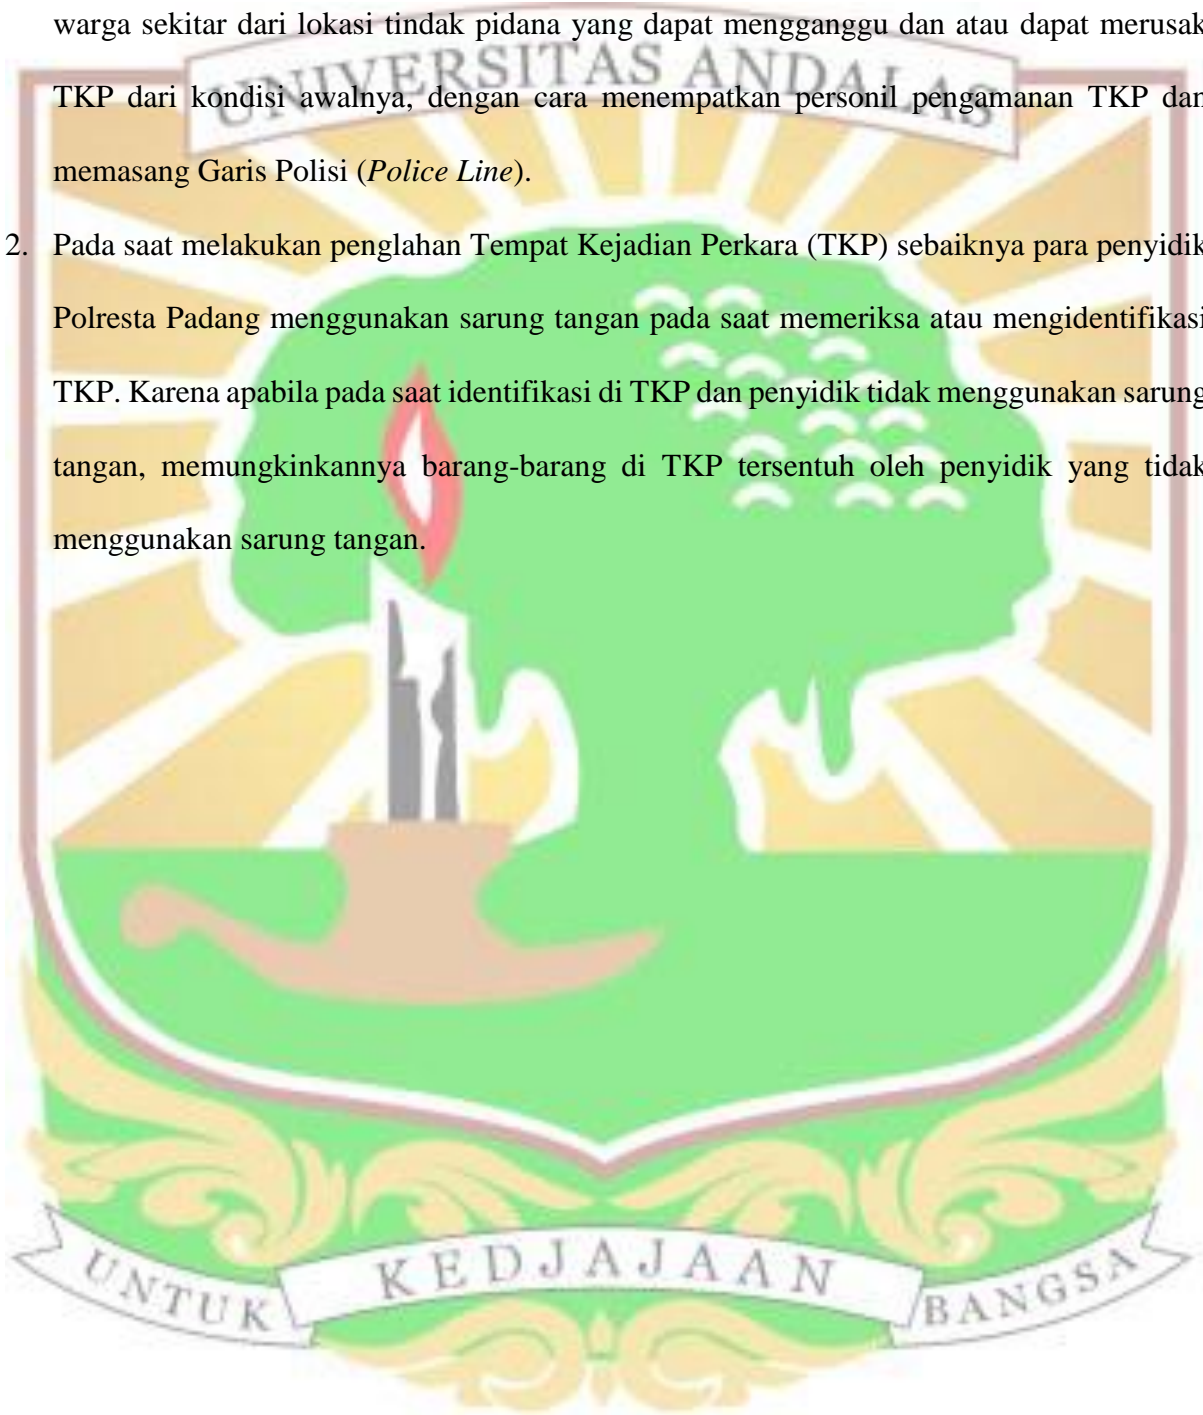 warga sekitar dari lokasi tindak pidana yang dapat mengganggu dan atau dapat merusak
UNIVERSITAS ANDALAS
TKP dari kondisi awalnya, dengan cara menempatkan personil pengamanan TKP dan
memasang Garis Polisi (Police Line).
2. Pada saat melakukan penglahan Tempat Kejadian Perkara (TKP) sebaiknya para penyidik
Polresta Padang menggunakan sarung tangan pada saat memeriksa atau mengidentifikasi
TKP. Karena apabila pada saat identifikasi di TKP dan penyidik tidak menggunakan sarung
tangan, memungkinkannya barang-barang di TKP tersentuh oleh penyidik yang tidak
menggunakan sarung tangan.
UNTUK KEDJAJAAN BANGSA